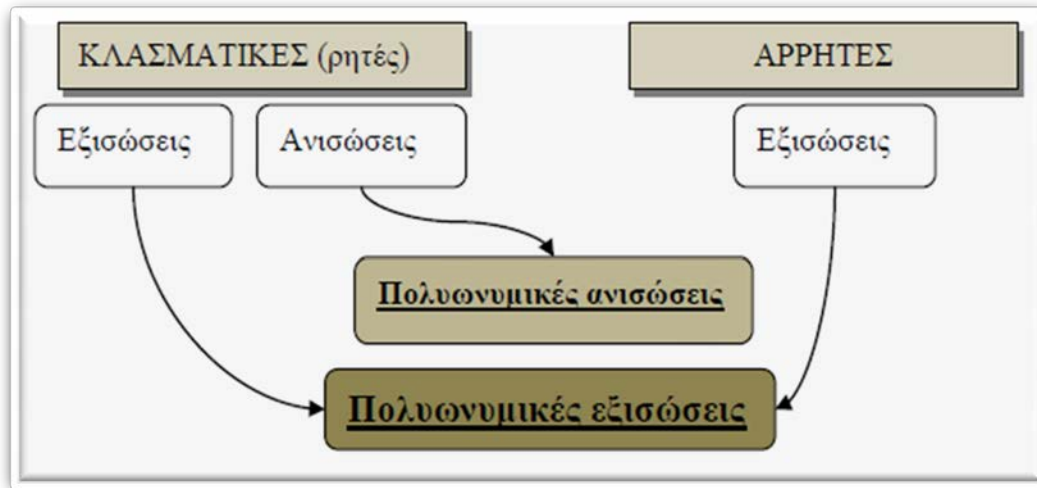 ΚΛΑΣΜΑΤΙΚΕΣ (ρητές)
ΑΡΡΗΤΕΣ
Εξισώσεις
Ανισώσεις
Εξισώσεις
Πολυωνυμικές ανισώσεις
Πολυωνυμικές εξισώσεις